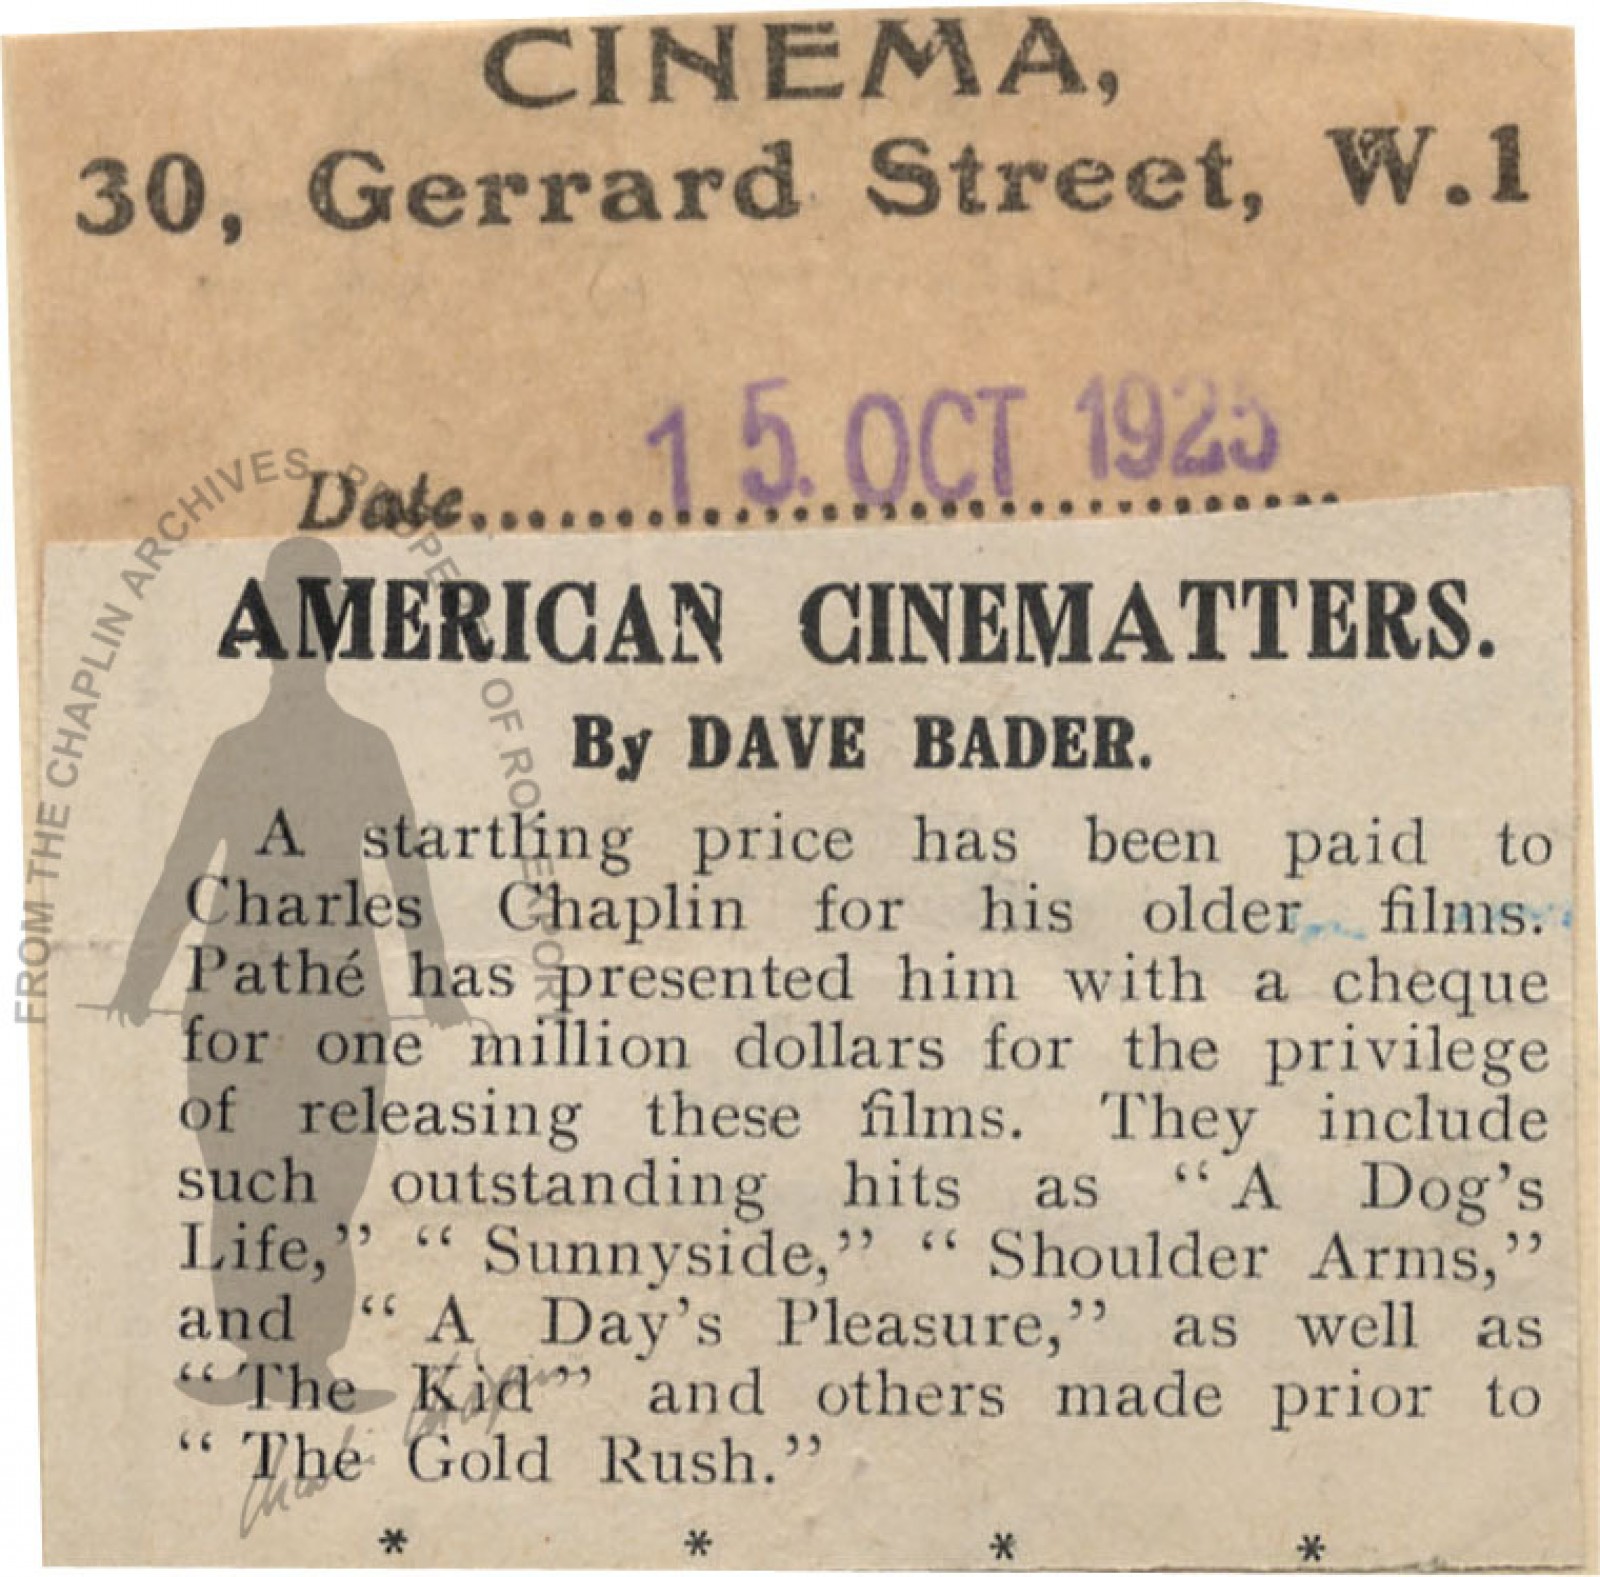 CINEMA,
30, Gerrard Street, W.1
15. OCT 1925
Date
AMERICAN CINEMATTERS.
By DAVE BADER.
A startling price has been paid to
Charles Chaplin for his older films.
Pathé has presented him with a cheque
for one million dollars for the privilege
of releasing these films. They include
such outstanding hits as “A Dog’s
Life,” “Sunnyside,” “Shoulder Arms,”
and “A Day’s Pleasure,” as well as
“The Kid” and others made prior to
“The Gold Rush.”
* * * *
FROM THE CHAPLIN ARCHIVES. OF ROY EXPORT